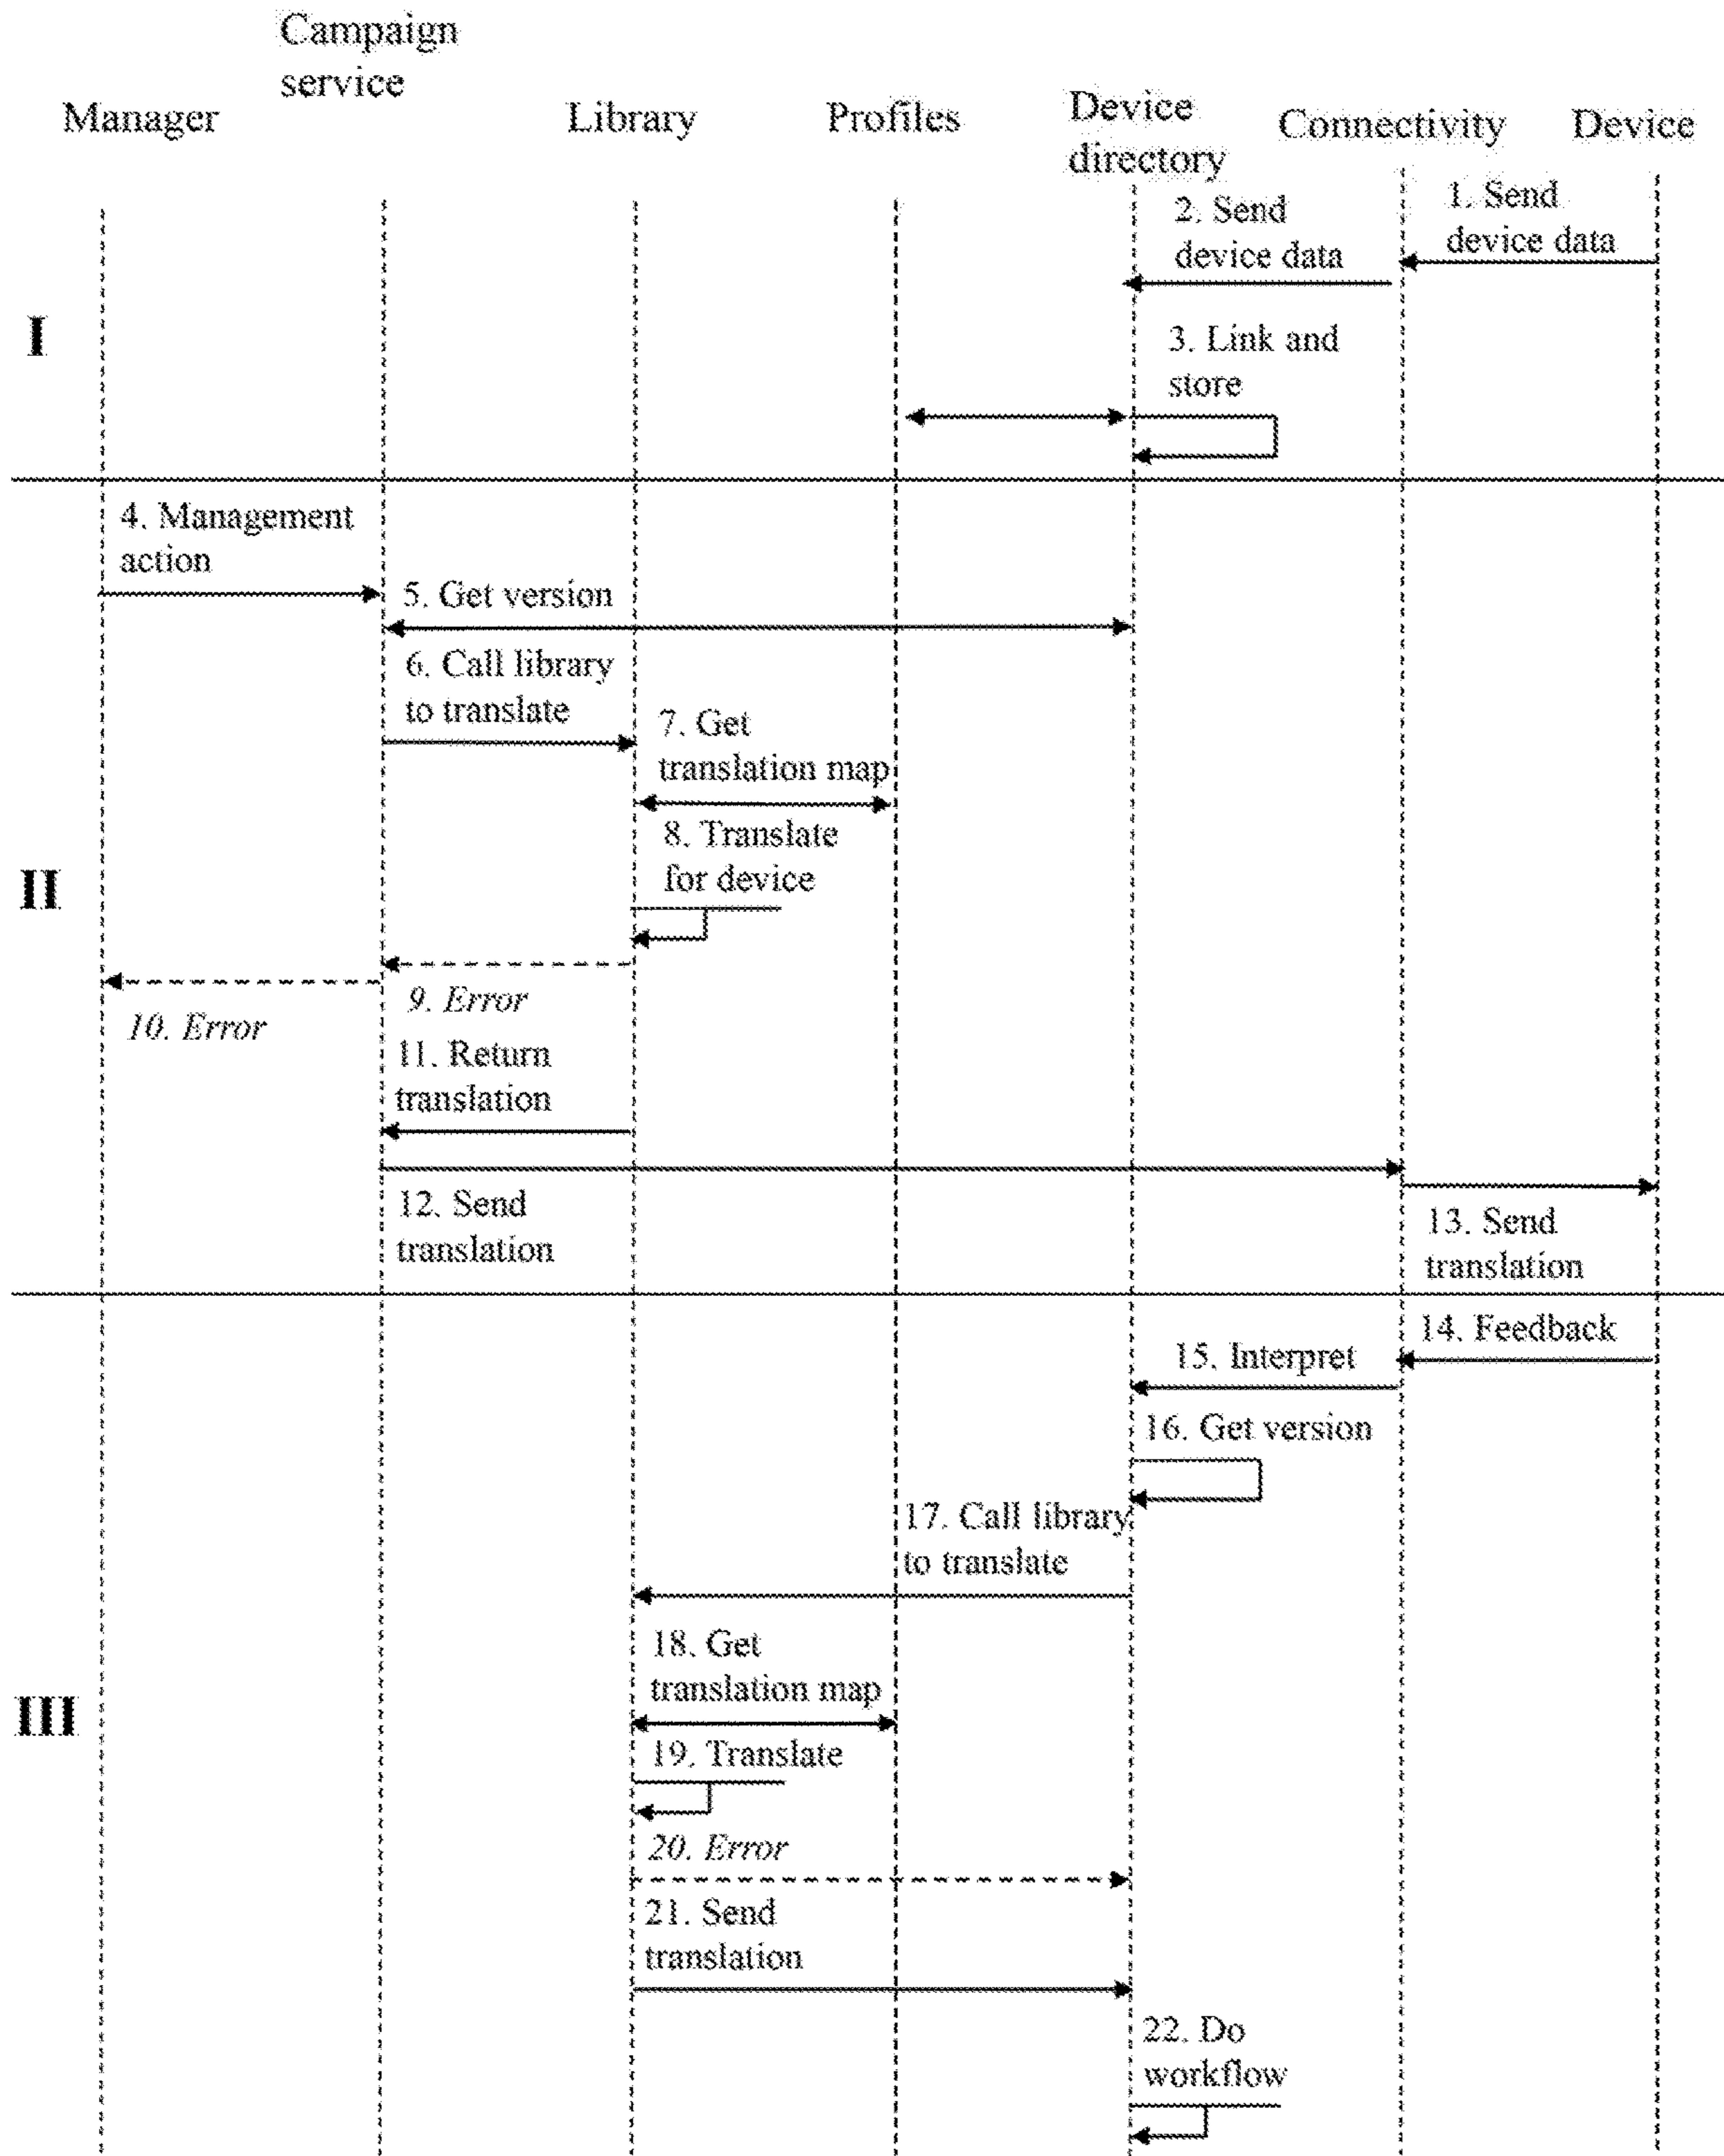 Campaign
service
Manager
Library
Profiles
Device
directory
Connectivity
Device
1. Send
device data
2. Send
device data
I
3. Link and
store
4. Management
action
5. Get version
6. Call library
to translate
7. Get
translation map
8. Translate
for device
II
9. Error
10. Error
11. Return
translation
12. Send
translation
13. Send
translation
14. Feedback
15. Interpret
16. Get version
17. Call library
to translate
18. Get
translation map
III
19. Translate
20. Error
21. Send
translation
22. Do
workflow